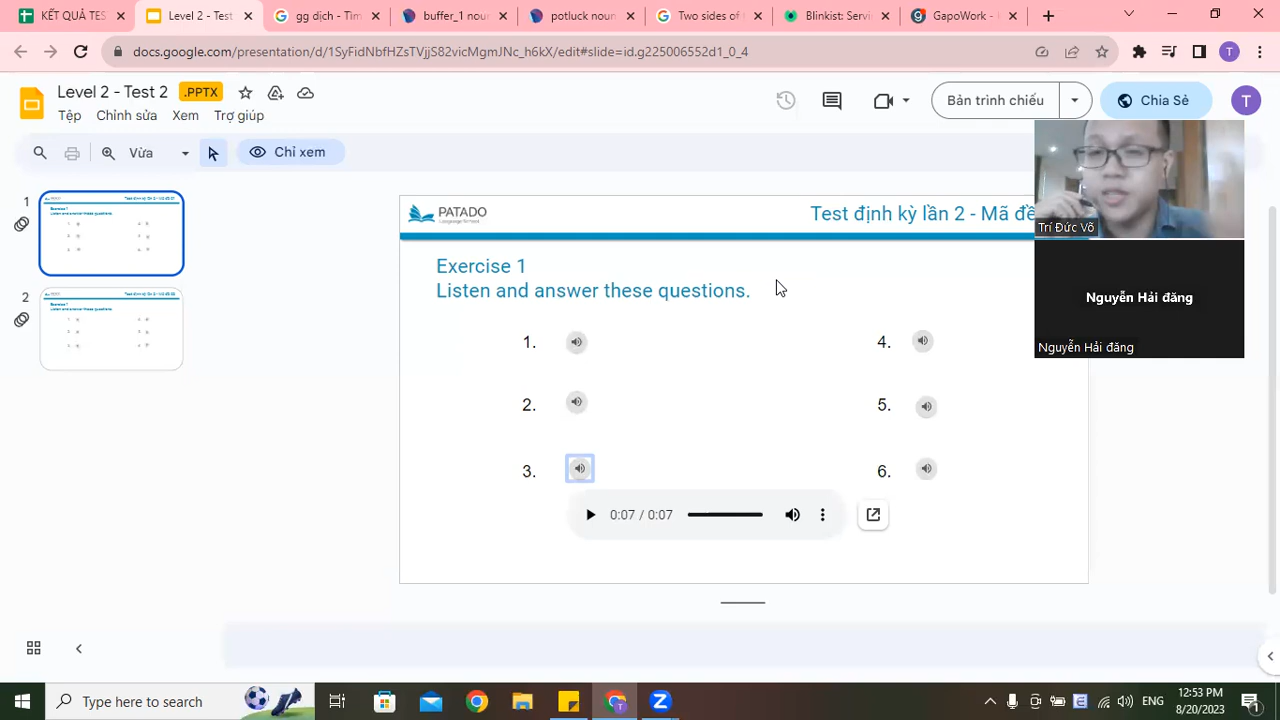 KẾT QUẢ TES
Level 2 - Test
gg dịch - Tìm
buffer_1 noun
potluck noun
Two sides of
Blinkist: Servi
GapoWork -
docs.google.com/presentation/d/1SyFidNbfHZsTVjjS82vicMgmJNc_h6kX/edit#slide=id.g225006552d1_0_4
T
Level 2 - Test 2
.PPTX
Tệp
Chỉnh sửa
Xem
Trợ giúp
Bản trình chiếu
Chia Sẻ
T
Vừa
Chỉ xem
1
2
PATADO
Test định kỳ lần 2 - Mã đề
Exercise 1
Listen and answer these questions.
1.
4.
2.
5.
3.
6.
0:07 / 0:07
Trí Đức Võ
Nguyễn Hải đăng
Nguyễn Hải đăng
Type here to search
ENG
12:53 PM
8/20/2023